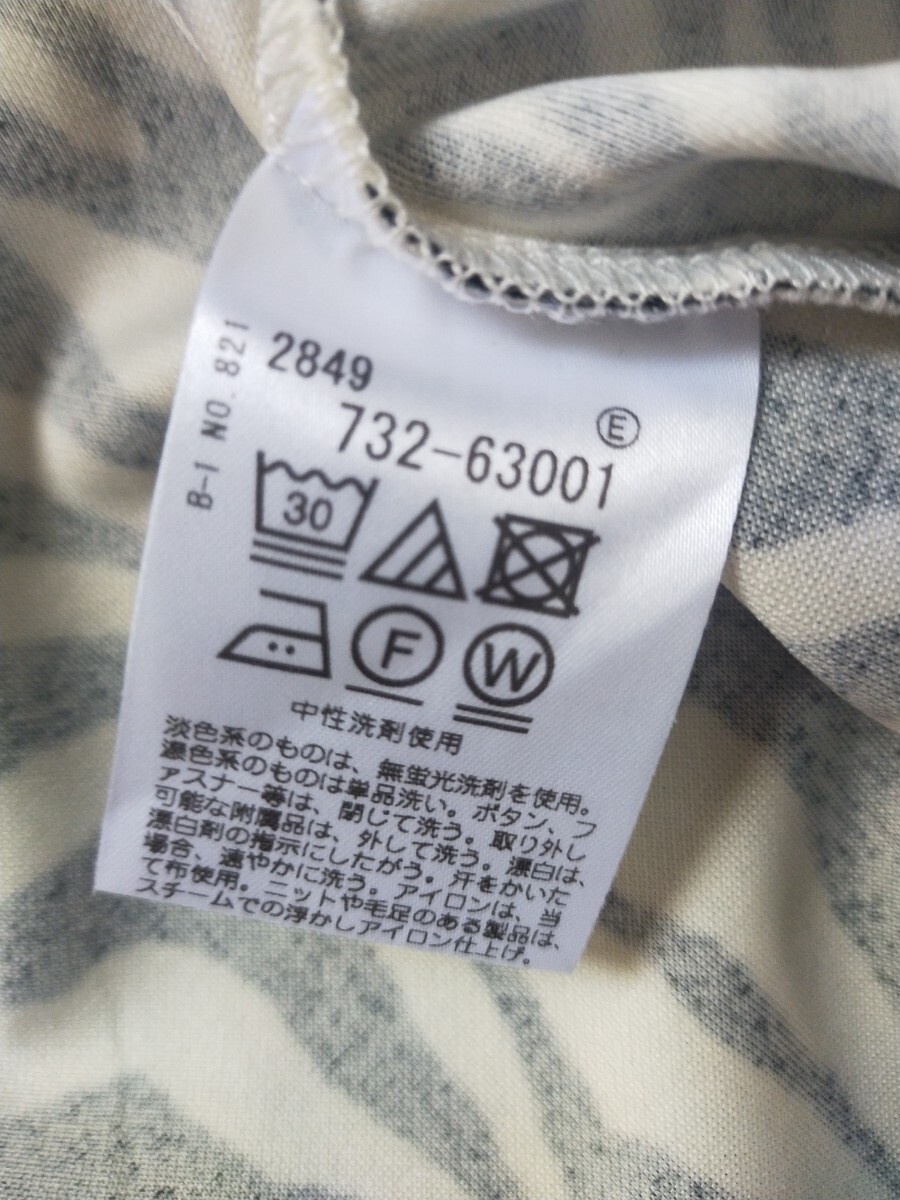 B-1 NO. 821
2849
E
732-63001
30
F
W
中性洗剤使用
淡色系のものは、無蛍光洗剤を使用。
濃色系のものは単品洗い。ボタン、フ
ァスナー等は、閉じて洗う。取り外し
可能な附属品は、外して洗う。漂白は、
漂白剤の指示にしたがう。汗をかいた
場合、速やかに洗う。アイロンは、当
て布使用。ニットや毛足のある製品は、
スチームでの浮かしアイロン仕上げ。